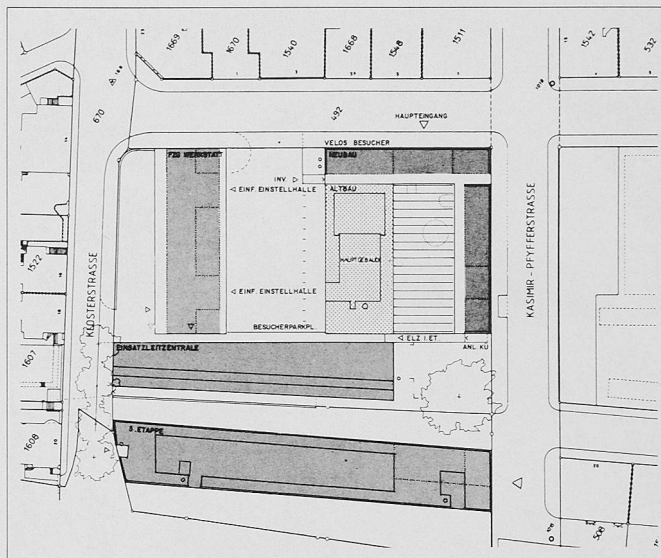 1669
1670
1540
1668
1548
1511
1542
532
670
492
HAUPTEINGANG
VELOS BESUCHER
FZG WERKSTATT
NEUBAU
INV.
EINF. EINSTELLHALLE
ALTBAU
HAUPTGEBÄUDE
KLOSTERSTRASSE
KASIMIR - PFYFFERSTRASSE
1522
EINF. EINSTELLHALLE
BESUCHERPARKPL.
ELZ I. ET.
EINSATZLEITZENTRALE
ANL. KÜ
1607
3. ETAPPE
1608
508